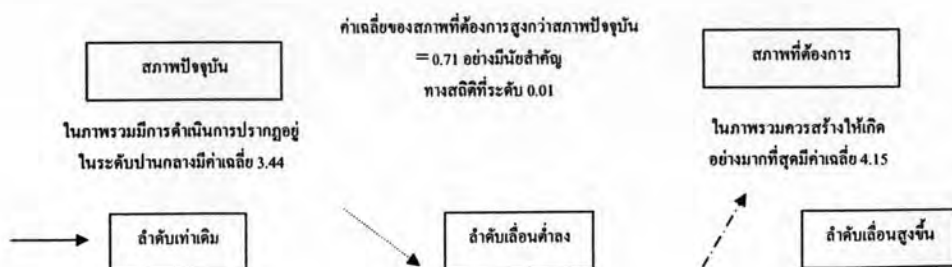 ค่าเฉลี่ยของสภาพที่ต้องการสูงกว่าสภาพปัจจุบัน
= 0.71 อย่างมีนัยสำคัญ
ทางสถิติที่ระดับ 0.01
สภาพปัจจุบัน
สภาพที่ต้องการ
ในภาพรวมมีการดำเนินการปรากฏอยู่
ในระดับปานกลางมีค่าเฉลี่ย 3.44
ในภาพรวมควรสร้างให้เกิด
อย่างมากที่สุดมีค่าเฉลี่ย 4.15
ลำดับเท่าเดิม
ลำดับเลื่อนต่ำลง
ลำดับเลื่อนสูงขึ้น